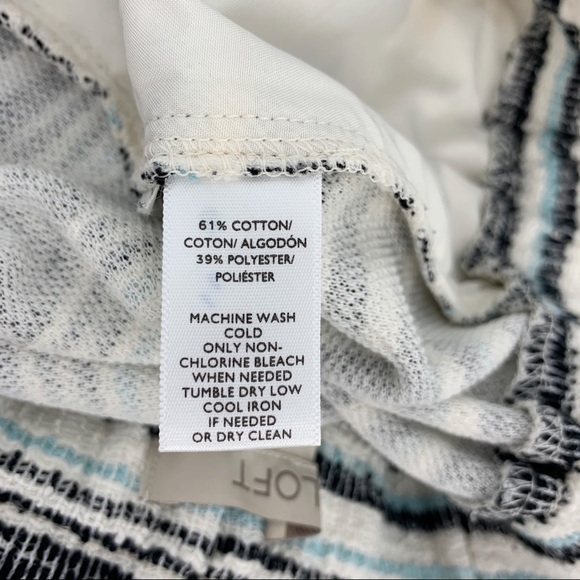 61% COTTON/
COTON/ ALGODÓN
39% POLYESTER/
POLIÉSTER
MACHINE WASH
COLD
ONLY NON-
CHLORINE BLEACH
WHEN NEEDED
TUMBLE DRY LOW
COOL IRON
IF NEEDED
OR DRY CLEAN
LOFT